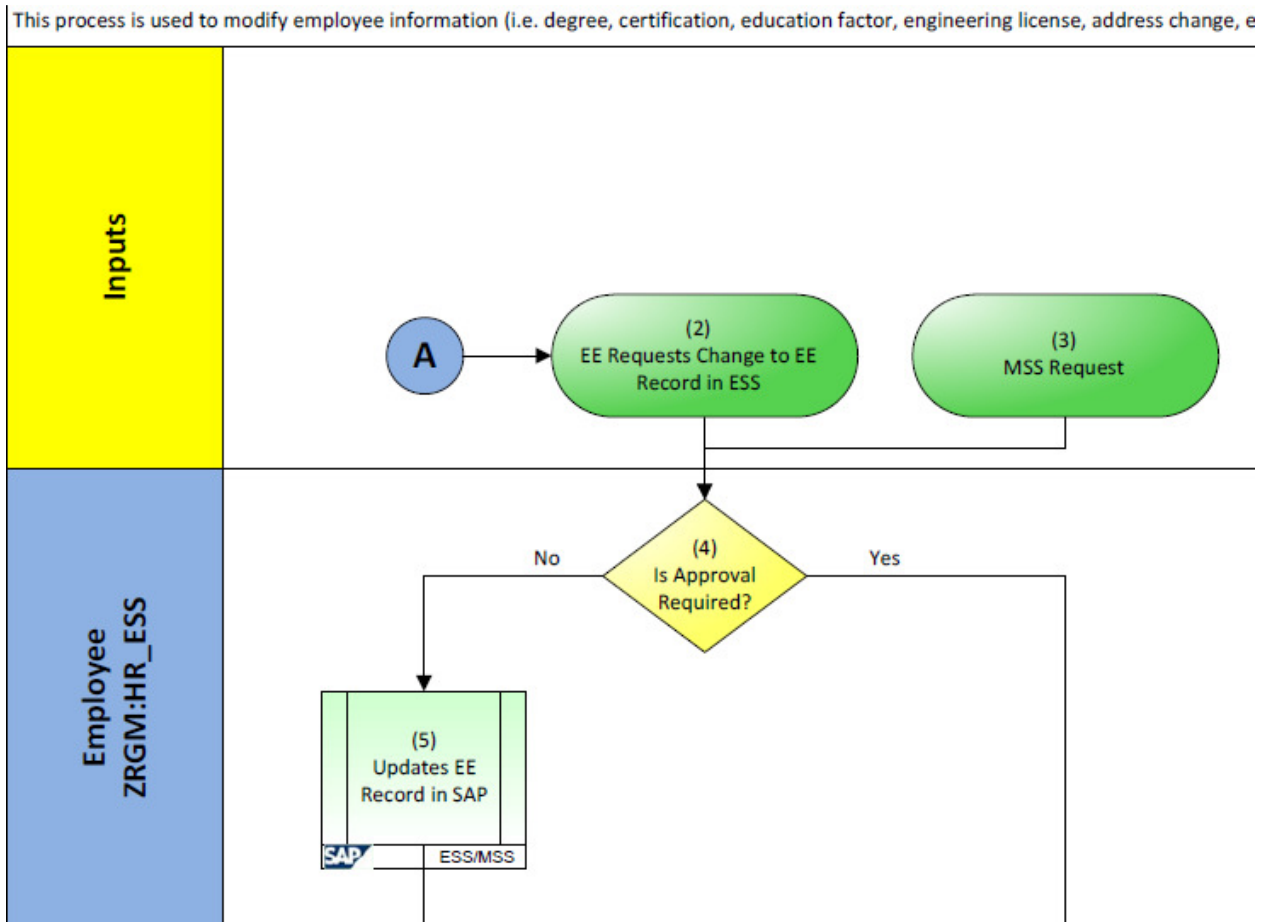 This process is used to modify employee information (i.e. degree, certification, education factor, engineering license, address change, e
Inputs
A
(2)
EE Requests Change to EE
Record in ESS
(3)
MSS Request
Employee
ZRGM:HR_ESS
(4)
Is Approval
Required?
No
Yes
(5)
Updates EE
Record in SAP
SAP
ESS/MSS